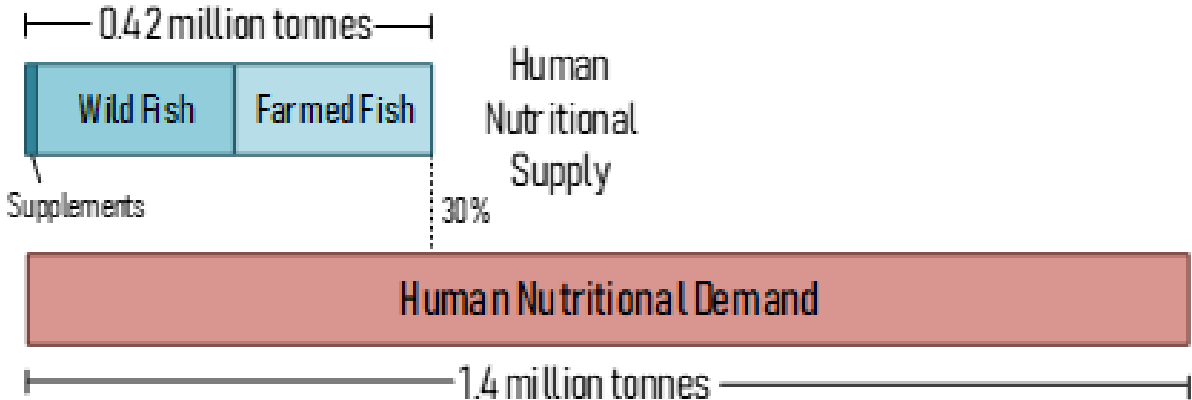 0.42 million tonnes
Human
Nutritional
Supply
Wild Fish
Farmed Fish
Supplements
30%
Human Nutritional Demand
1.4 million tonnes